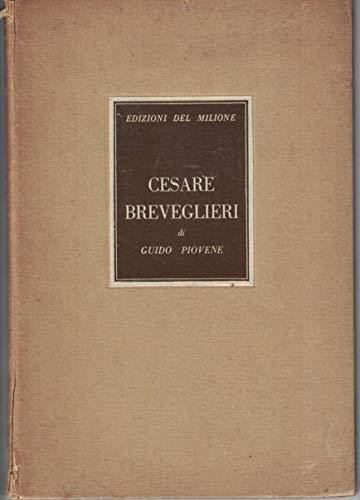 EDIZIONI DEL MILIONE
CESARE
BREVEGLIERI
di
GUIDO PIOVENE